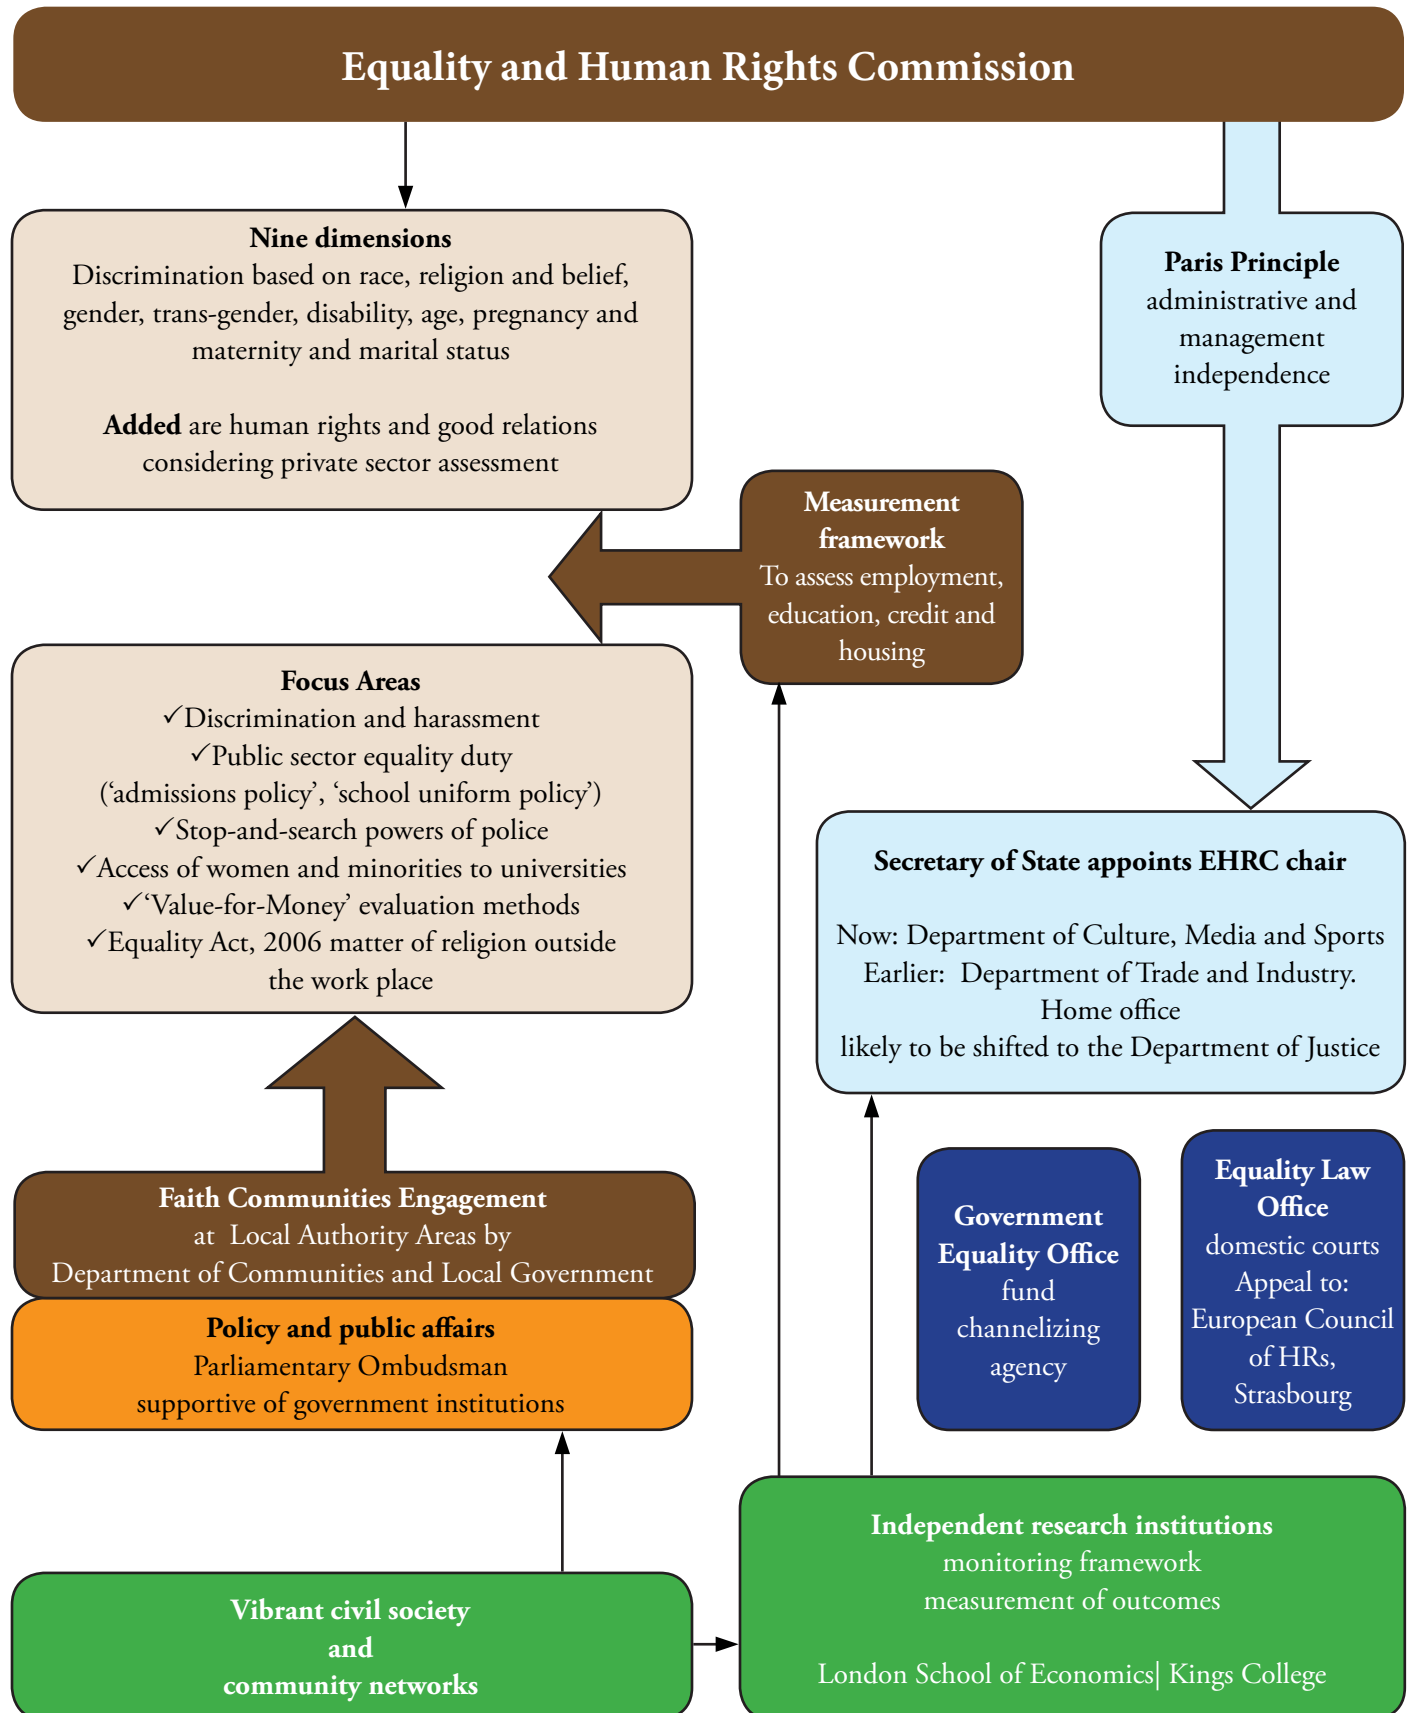 Equality and Human Rights Commission
Nine dimensions
Discrimination based on race, religion and belief,
gender, trans-gender, disability, age, pregnancy and
maternity and marital status
Added are human rights and good relations
considering private sector assessment
Paris Principle
administrative and
management
independence
Measurement
framework
To assess employment,
education, credit and
housing
Focus Areas
✓Discrimination and harassment
✓Public sector equality duty
(‘admissions policy’, ‘school uniform policy’)
✓Stop-and-search powers of police
✓Access of women and minorities to universities
✓‘Value-for-Money’ evaluation methods
✓Equality Act, 2006 matter of religion outside
the work place
Secretary of State appoints EHRC chair
Now: Department of Culture, Media and Sports
Earlier:  Department of Trade and Industry.
Home office
likely to be shifted to the Department of Justice
Faith Communities Engagement
at  Local Authority Areas by
Department of Communities and Local Government
Policy and public affairs
Parliamentary Ombudsman
supportive of government institutions
Government
Equality Office
fund
channelizing
agency
Equality Law
Office
domestic courts
Appeal to:
European Council
of HRs,
Strasbourg
Vibrant civil society
and
community networks
Independent research institutions
monitoring framework
measurement of outcomes
London School of Economics| Kings College